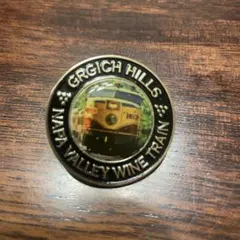 GRGICH HILLS
NAPA VALLEY WINE TRAIN